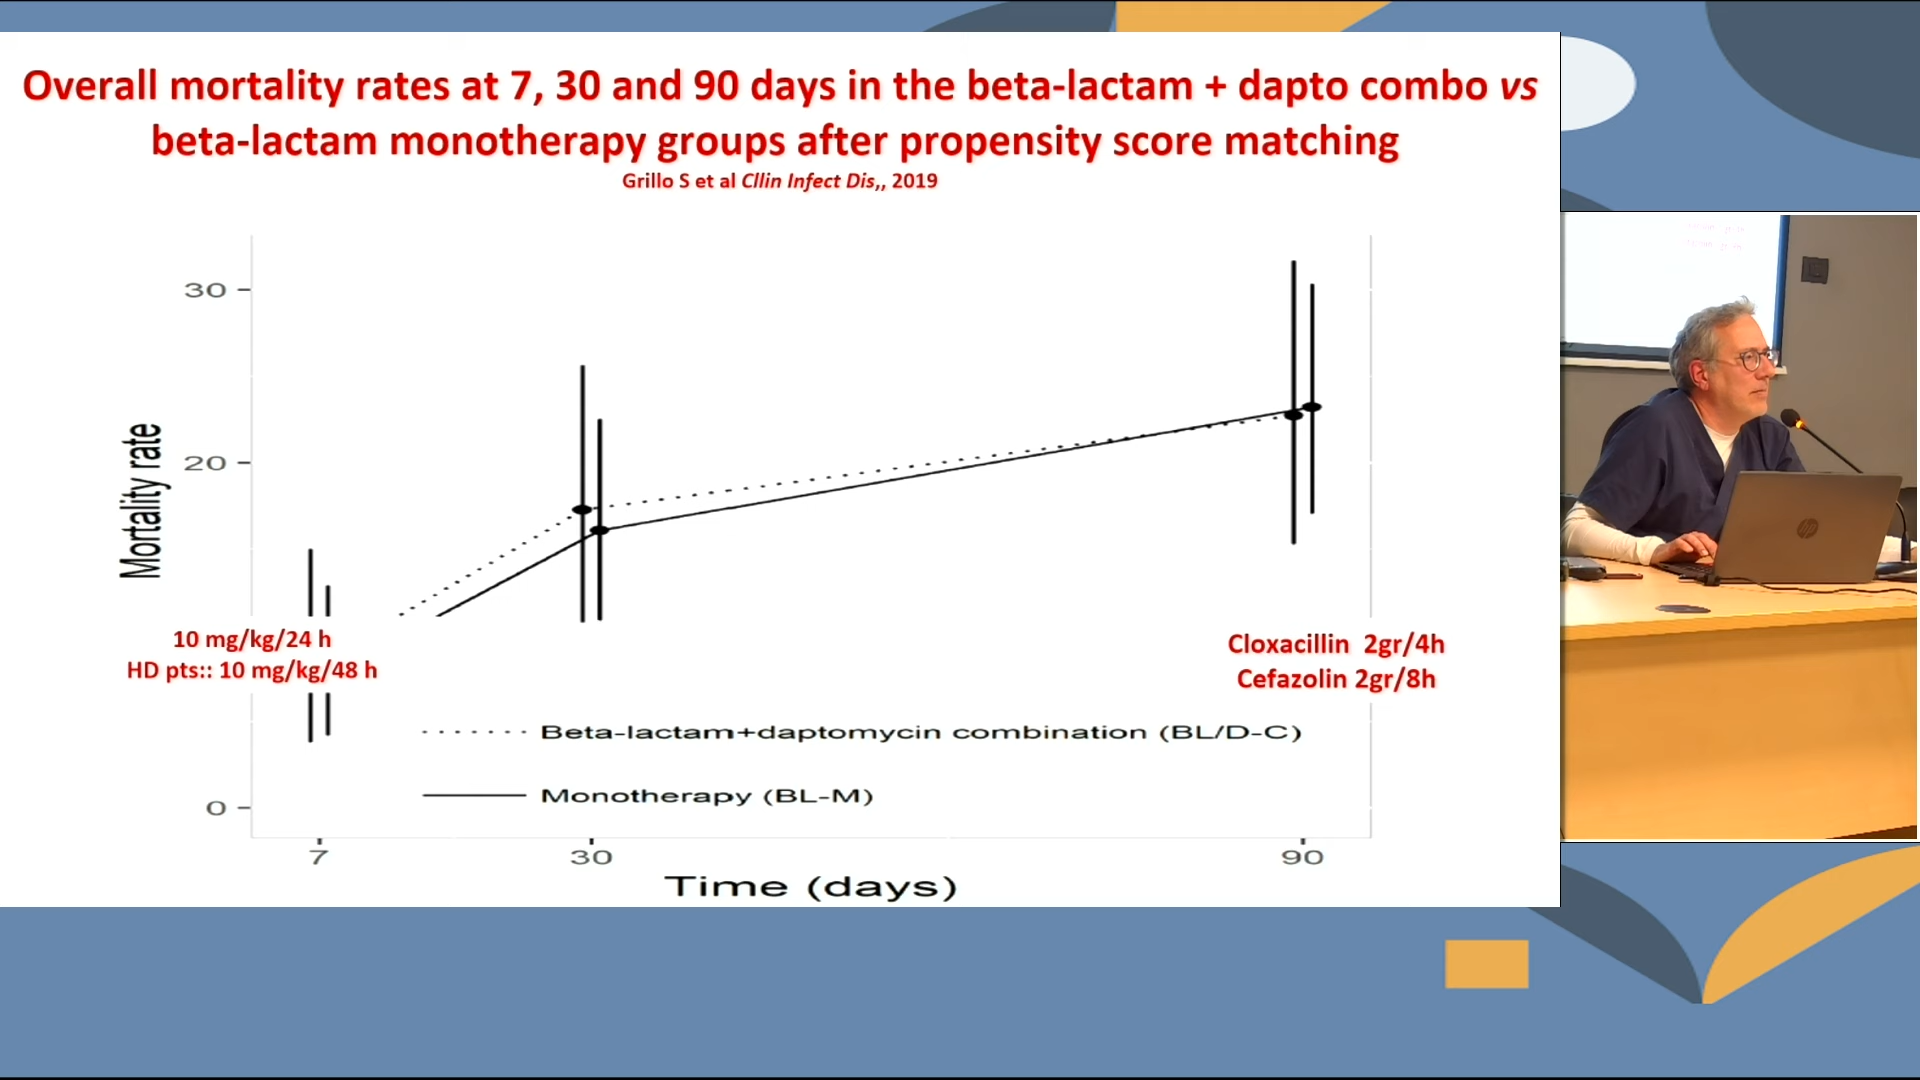 Overall mortality rates at 7, 30 and 90 days in the beta-lactam + dapto combo vs
beta-lactam monotherapy groups after propensity score matching
Grillo S et al Cllin Infect Dis,, 2019
30
20
0
Mortality rate
10 mg/kg/24 h
HD pts:: 10 mg/kg/48 h
Cloxacillin 2gr/4h
Cefazolin 2gr/8h
Beta-lactam+daptomycin combination (BL/D-C)
Monotherapy (BL-M)
7 30 90
Time (days)
hp